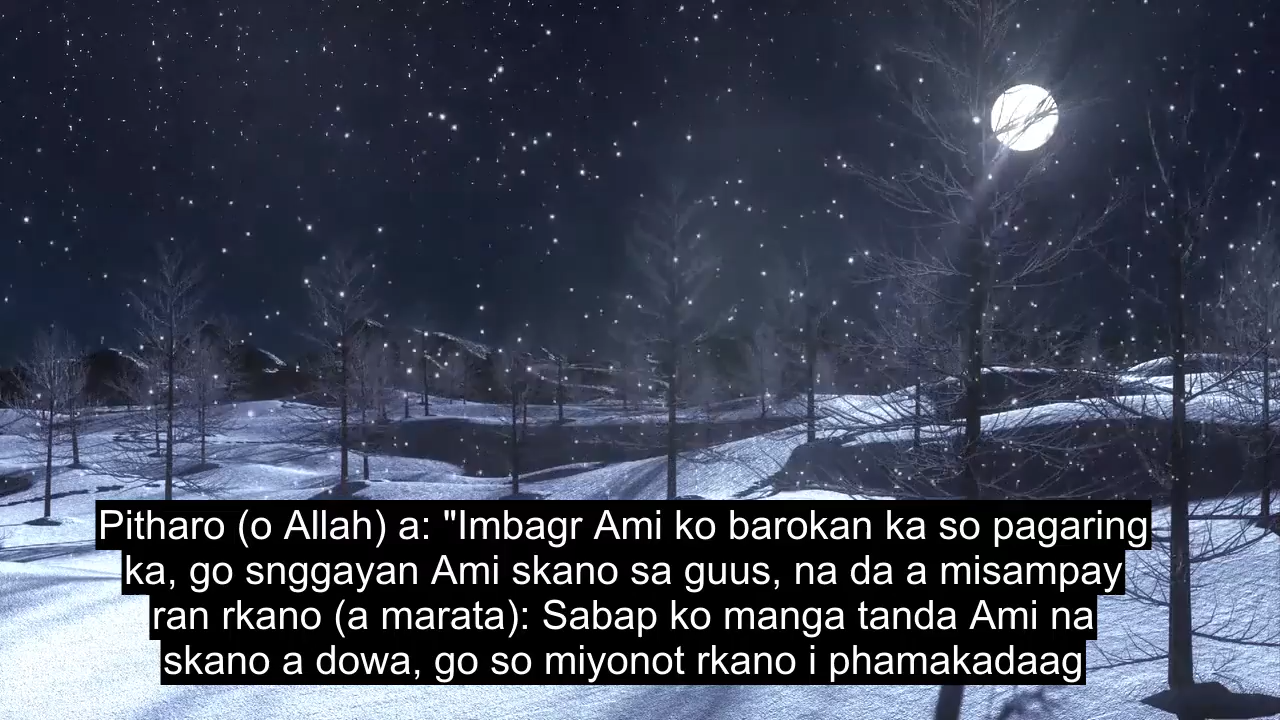 Pitharo (o Allah) a: "Imbagr Ami ko barokan ka so pagaring
ka, go snggayan Ami skano sa guus, na da a misampay
ran rkano (a marata): Sabap ko manga tanda Ami na
skano a dowa, go so miyonot rkano i phamakadaag